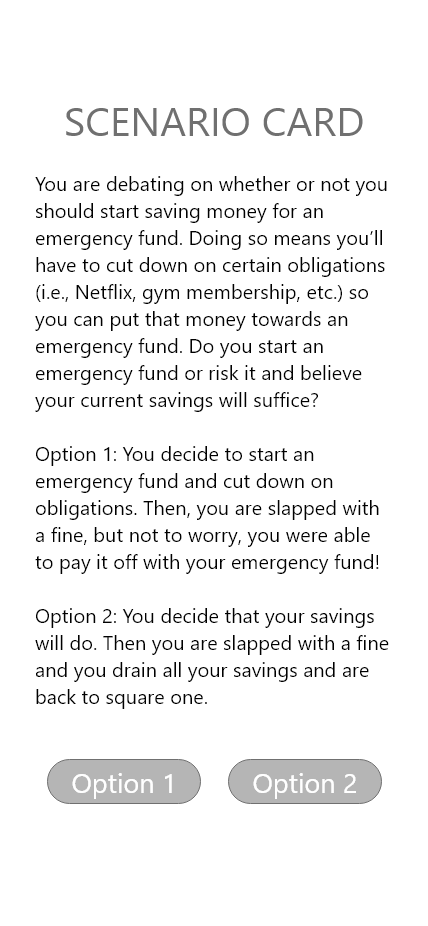 SCENARIO CARD
You are debating on whether or not you
should start saving money for an
emergency fund. Doing so means you’ll
have to cut down on certain obligations
(i.e., Netflix, gym membership, etc.) so
you can put that money towards an
emergency fund. Do you start an
emergency fund or risk it and believe
your current savings will suffice?
Option 1: You decide to start an
emergency fund and cut down on
obligations. Then, you are slapped with
a fine, but not to worry, you were able
to pay it off with your emergency fund!
Option 2: You decide that your savings
will do. Then you are slapped with a fine
and you drain all your savings and are
back to square one.
Option 1
Option 2